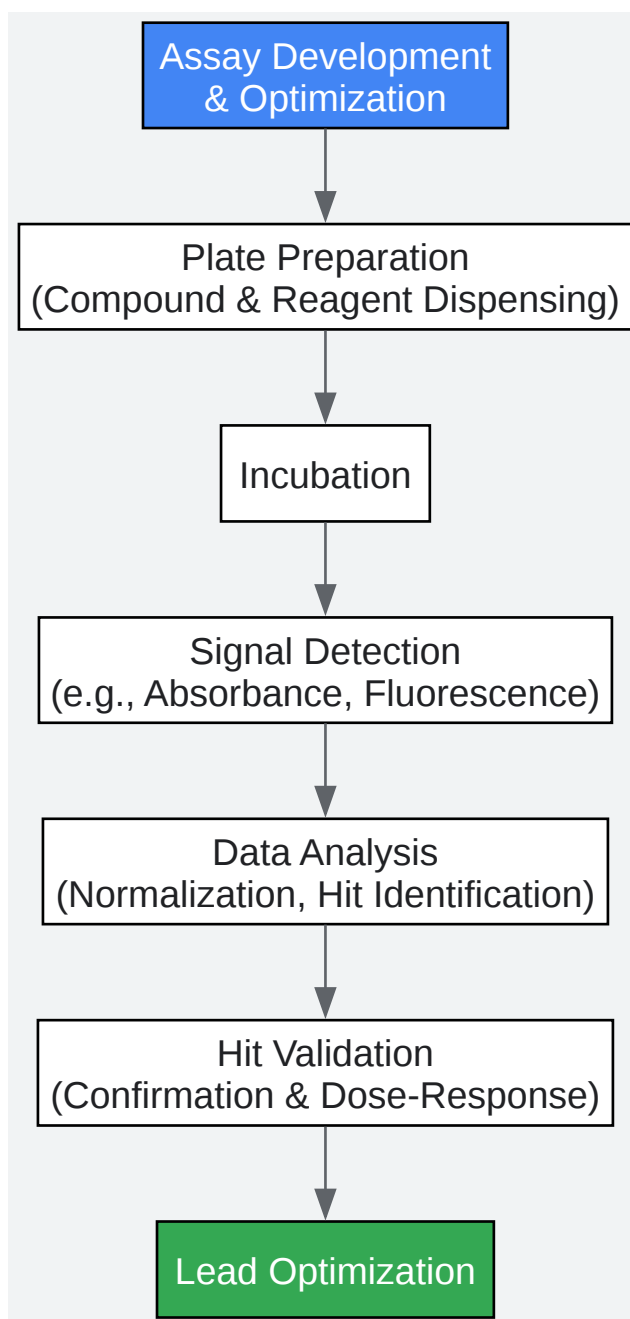 Assay Development
& Optimization
Plate Preparation
(Compound & Reagent Dispensing)
Incubation
Signal Detection
(e.g., Absorbance, Fluorescence)
Data Analysis
(Normalization, Hit Identification)
Hit Validation
(Confirmation & Dose-Response)
Lead Optimization